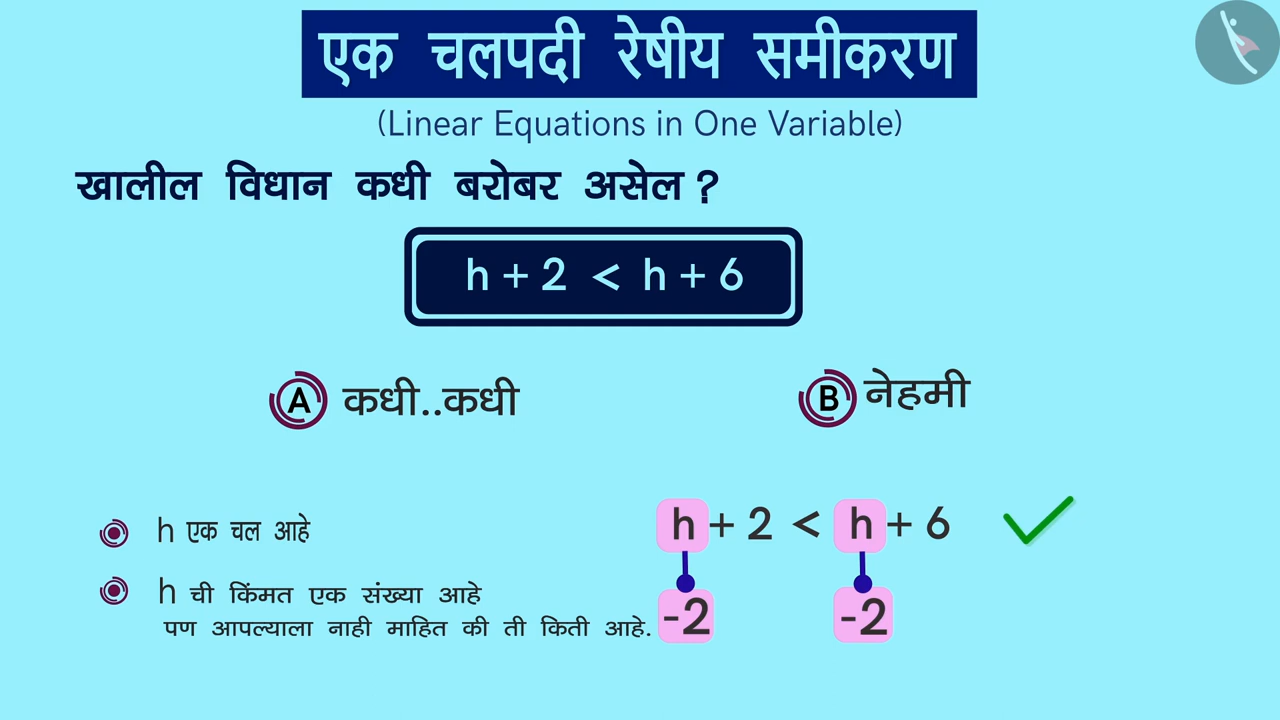 एक चलपदी रेषीय समीकरण
(Linear Equations in One Variable)
खालील विधान कधी बरोबर असेल ?
h + 2 < h + 6
A कधी..कधी
B नेहमी
h एक चल आहे
h ची किंमत एक संख्या आहे
पण आपल्याला नाही माहित की ती किती आहे.
h + 2 < h + 6
-2 -2